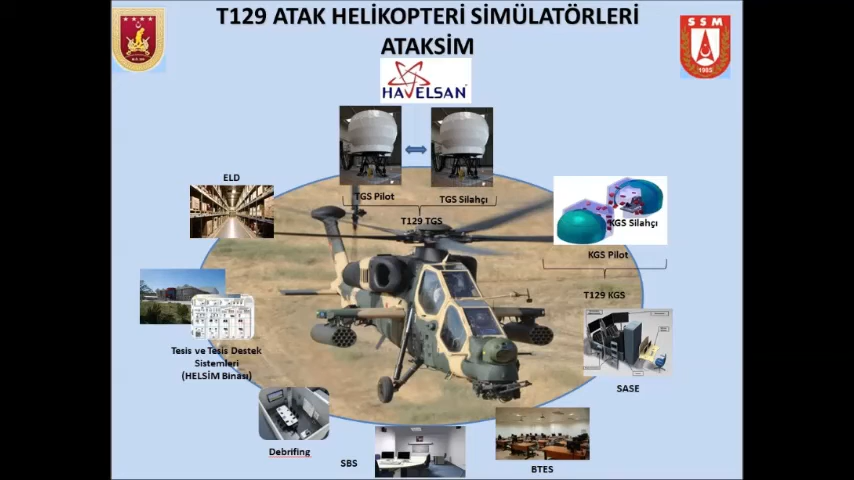 T129 ATAK HELİKOPTERİ SİMÜLATÖRLERİ
ATAKSİM
SSM
1985
HAVELSAN
ELD
TGS Pilot
TGS Silahçı
T129 TGS
KGS Silahçı
KGS Pilot
T129 KGS
Tesis ve Tesis Destek
Sistemleri
(HELSİM Binası)
SASE
Debrifing
SBS
BTES